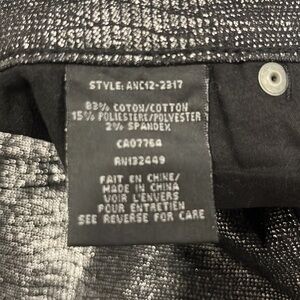 STYLE: ANC12-2317
83% COTON/COTTON
15% POLIESTERE/POLYESTER
2% SPANDEX
CA07764
RN132449
FAIT EN CHINE/
MADE IN CHINA
VOIR L'ENVERS
POUR ENTRETIEN
SEE REVERSE FOR CARE